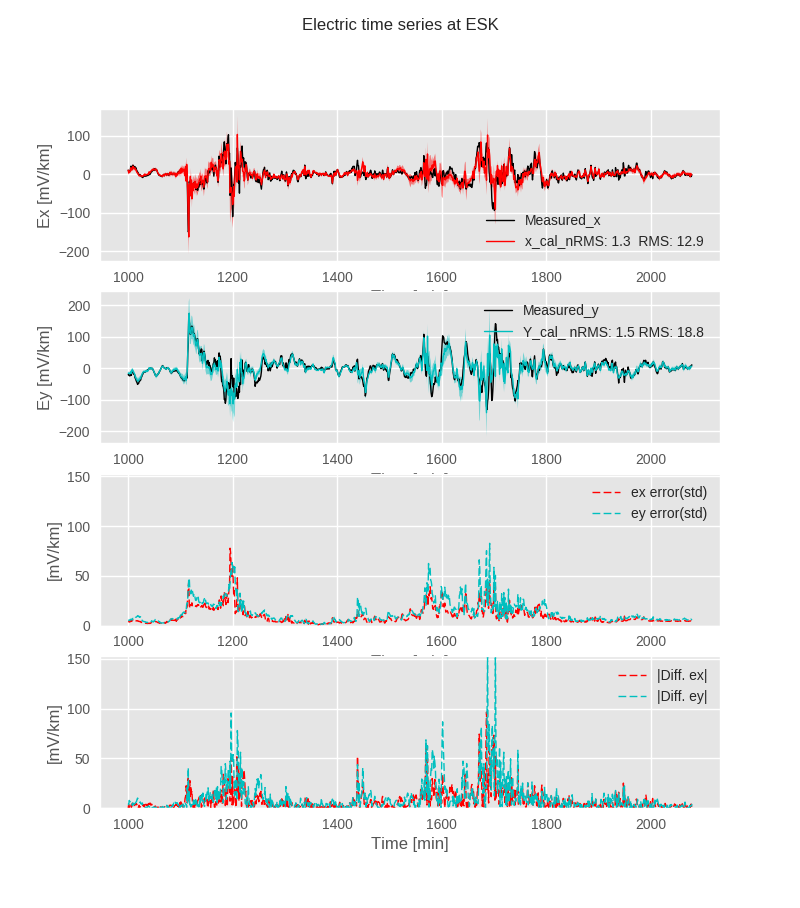 Electric time series at ESK
Ex [mV/km]
100
0
−100
−200
Measured_x
x_cal_nRMS: 1.3 RMS: 12.9
1000 1200 1400 1600 1800 2000
Ey [mV/km]
200
100
0
−100
−200
Measured_y
Y_cal_ nRMS: 1.5 RMS: 18.8
1000 1200 1400 1600 1800 2000
[mV/km]
150
100
50
0
ex error(std)
ey error(std)
1000 1200 1400 1600 1800 2000
[mV/km]
150
100
50
0
|Diff. ex|
|Diff. ey|
1000 1200 1400 1600 1800 2000
Time [min]